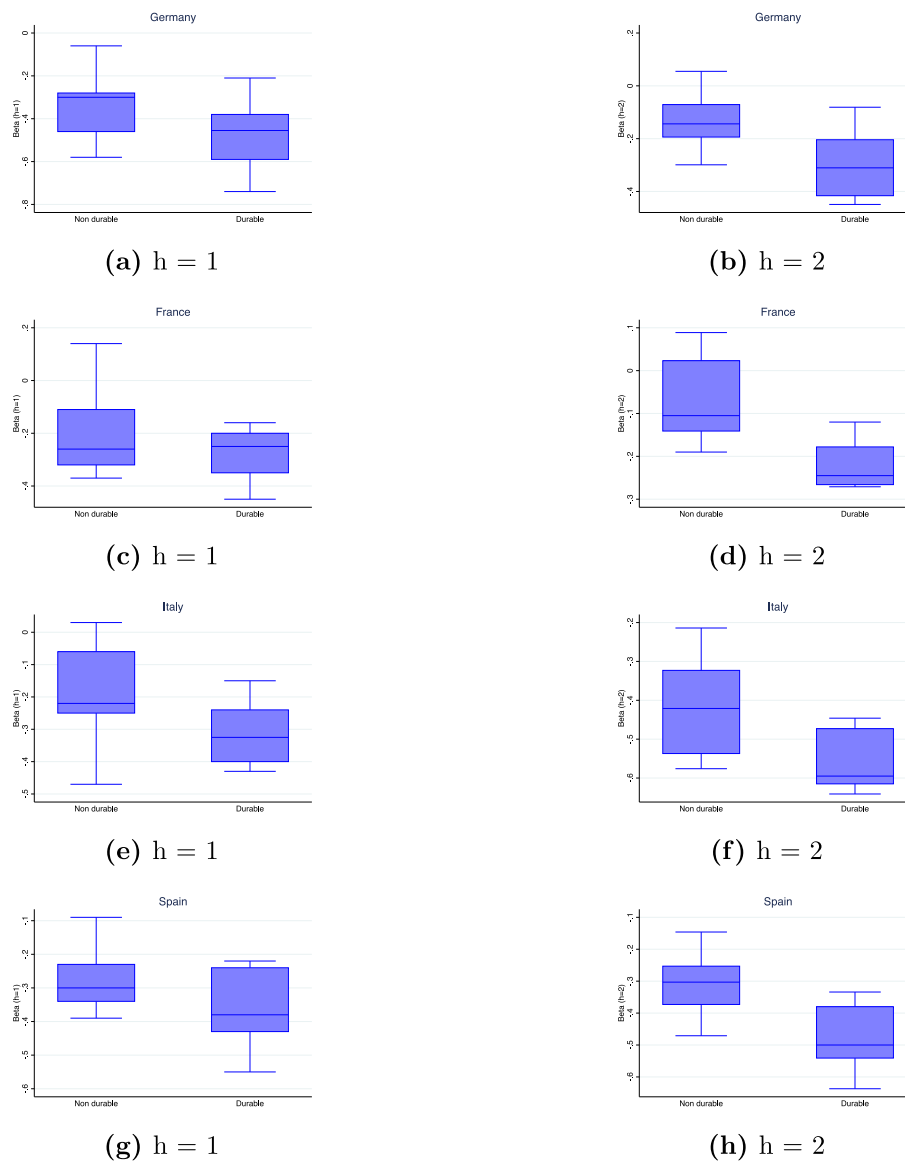 Germany
0
-.2
-.4
-.6
-.8
Beta (h=1)
Non durable Durable
(a) h = 1
Germany
.2
0
-.2
-.4
Beta (h=2)
Non durable Durable
(b) h = 2
France
.2
0
-.2
-.4
Beta (h=1)
Non durable Durable
(c) h = 1
France
.1
0
-.1
-.2
-.3
Beta (h=2)
Non durable Durable
(d) h = 2
Italy
0
-.1
-.2
-.3
-.4
-.5
Beta (h=1)
Non durable Durable
(e) h = 1
Italy
-.2
-.3
-.4
-.5
-.6
Beta (h=2)
Non durable Durable
(f) h = 2
Spain
-.1
-.2
-.3
-.4
-.5
-.6
Beta (h=1)
Non durable Durable
(g) h = 1
Spain
-.1
-.2
-.3
-.4
-.5
-.6
Beta (h=2)
Non durable Durable
(h) h = 2